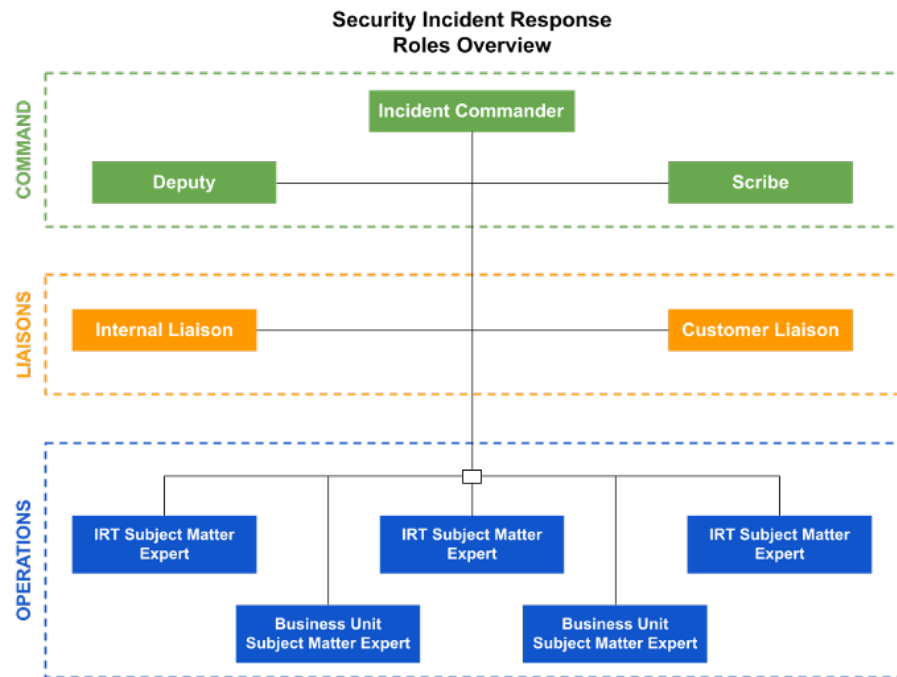 Security Incident Response
Roles Overview
COMMAND
Incident Commander
Deputy
Scribe
LIAISONS
Internal Liaison
Customer Liaison
OPERATIONS
IRT Subject Matter
Expert
IRT Subject Matter
Expert
IRT Subject Matter
Expert
Business Unit
Subject Matter Expert
Business Unit
Subject Matter Expert